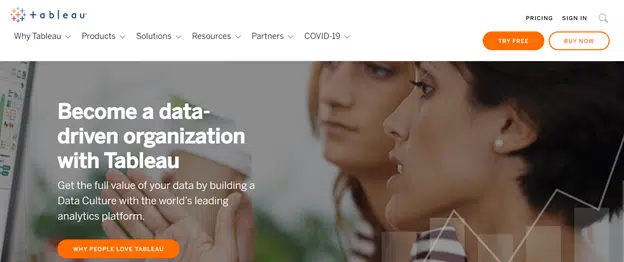 + a b l e a u
PRICING SIGN IN
Why Tableau Products Solutions Resources Partners COVID-19
TRY FREE BUY NOW
Become a data-
driven organization
with Tableau
Get the full value of your data by building a
Data Culture with the world's leading
analytics platform.
WHY PEOPLE LOVE TABLEAU